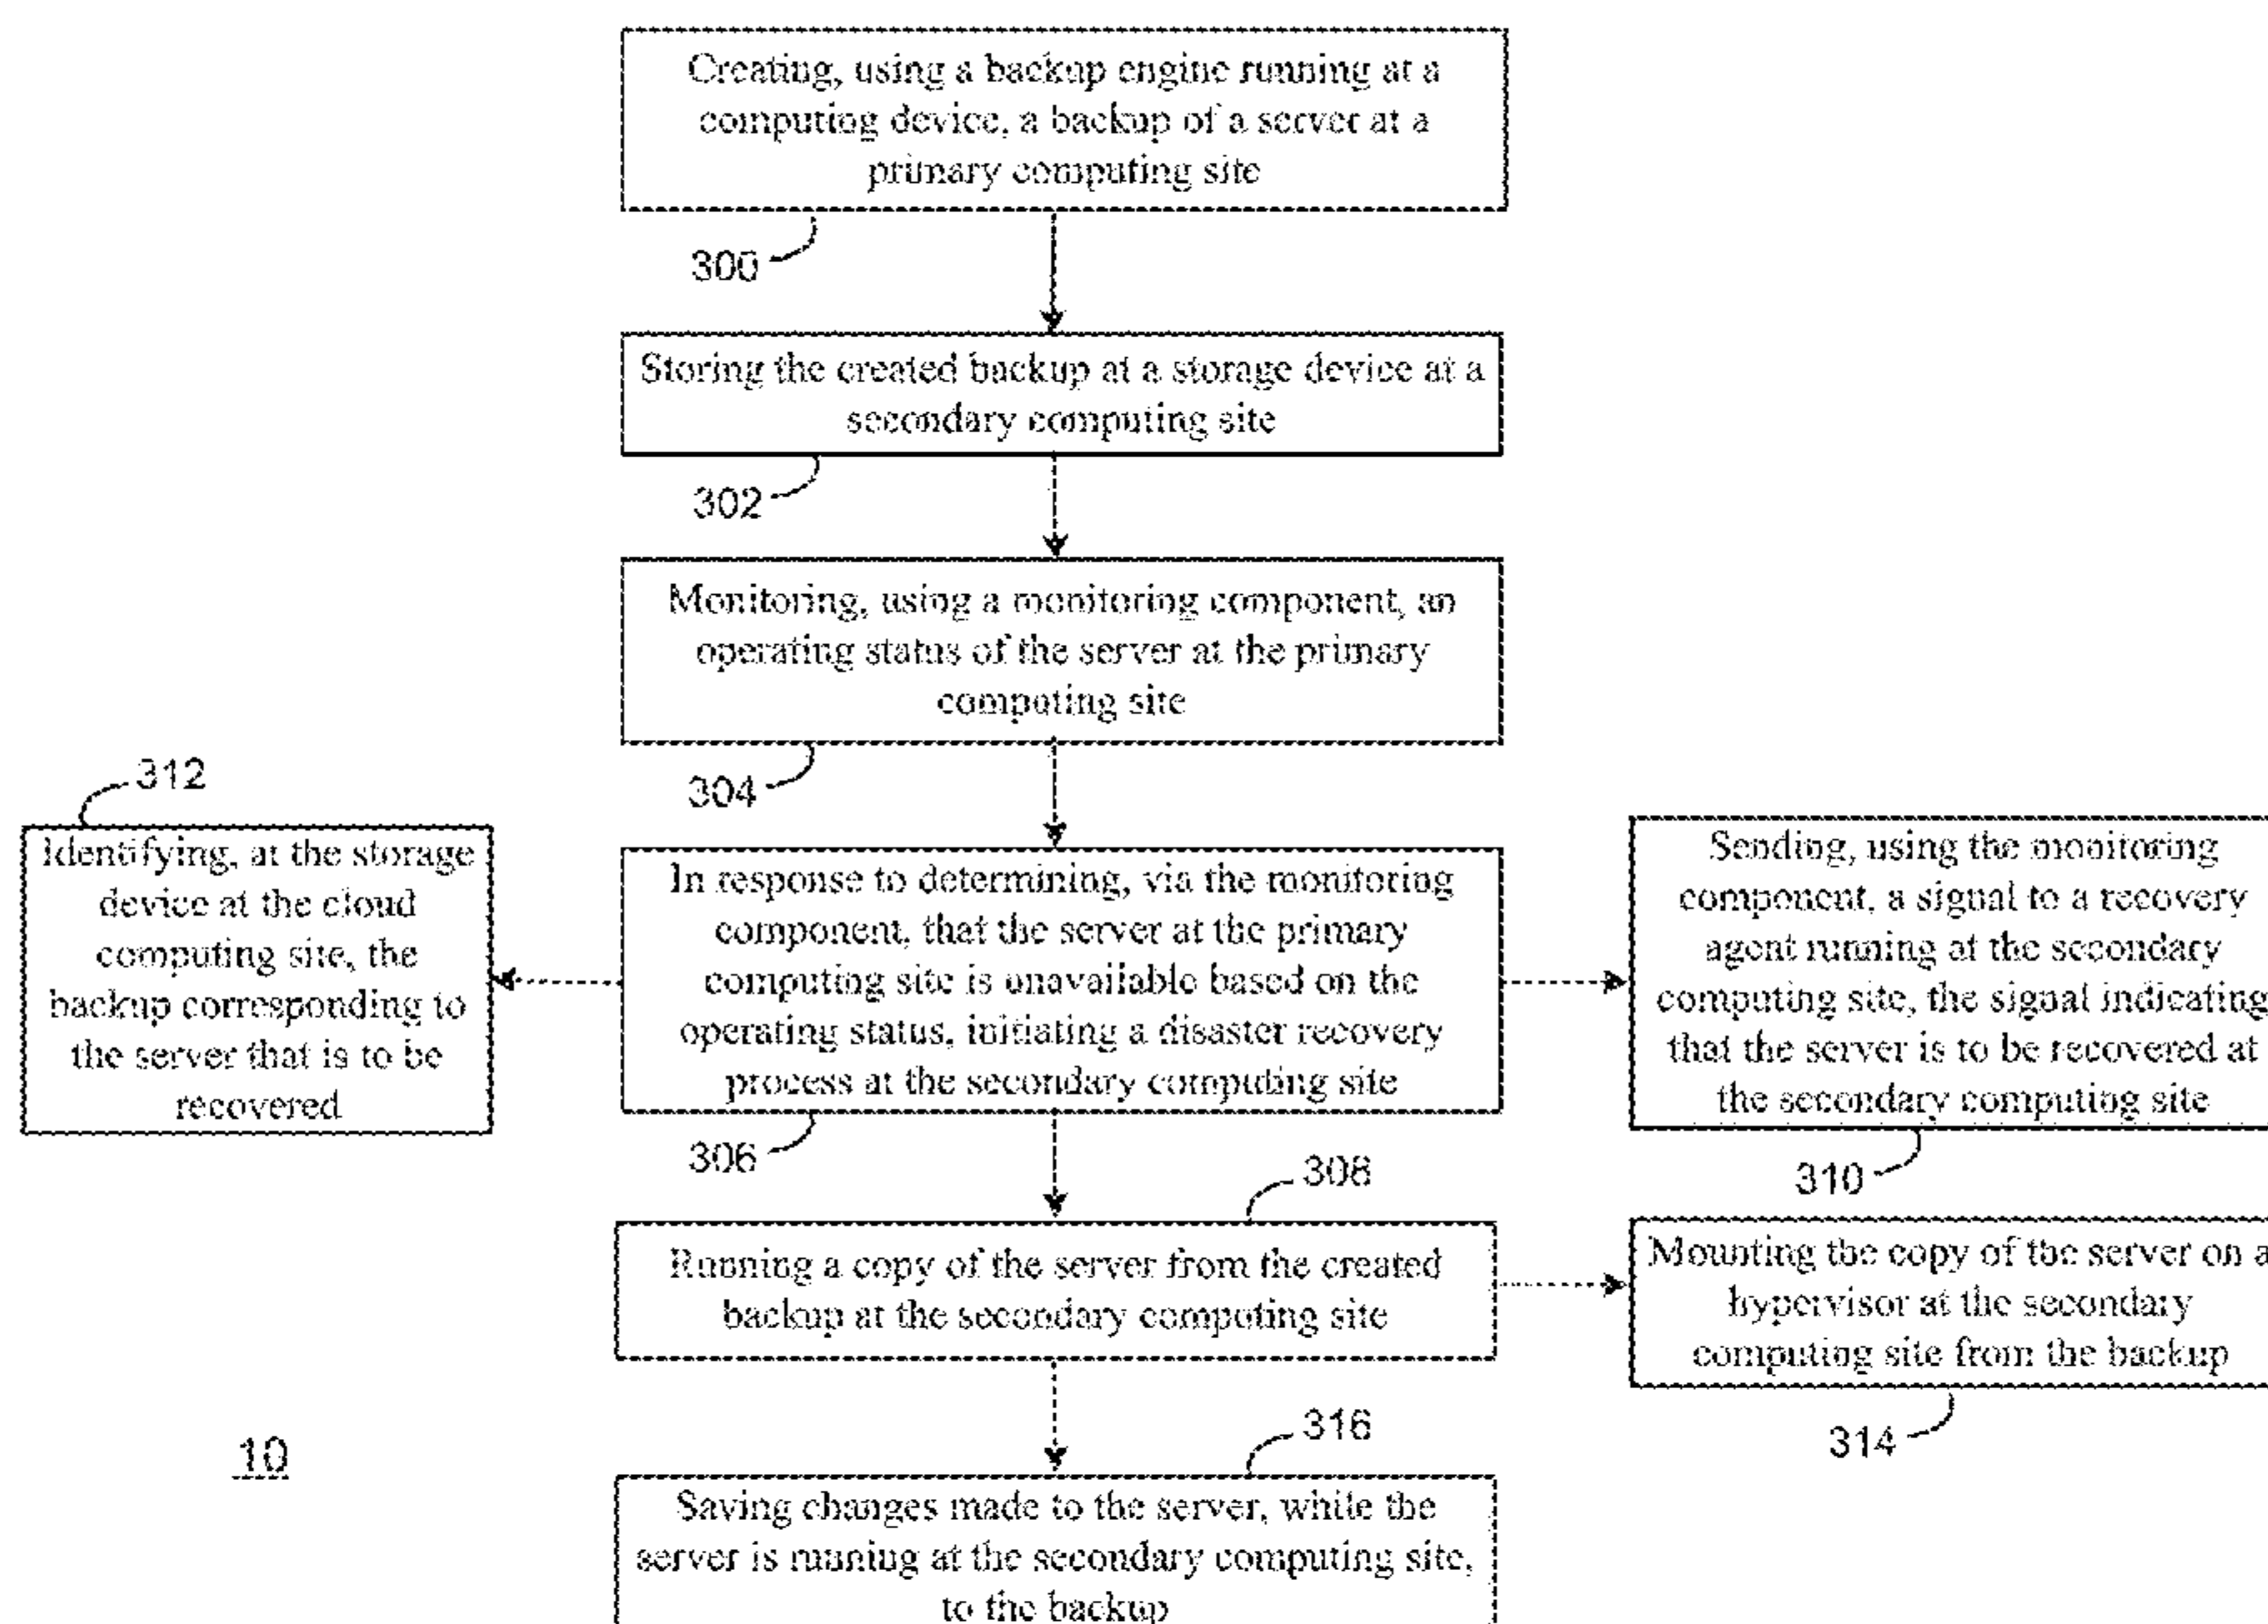 Creating, using a backup engine running at a
computing device, a backup of a server at a
primary computing site
300
Storing the created backup at a storage device at a
secondary computing site
302
Monitoring, using a monitoring component, an
operating status of the server at the primary
computing site
304
312
Identifying, at the storage
device at the cloud
computing site, the
backup corresponding to
the server that is to be
recovered
In response to determining, via the monitoring
component, that the server at the primary
computing site is unavailable based on the
operating status, initiating a disaster recovery
process at the secondary computing site
306
Sending, using the monitoring
component, a signal to a recovery
agent running at the secondary
computing site, the signal indicating
that the server is to be recovered at
the secondary computing site
310
308
Running a copy of the server from the created
backup at the secondary computing site
Mounting the copy of the server on a
hypervisor at the secondary
computing site from the backup
314
316
Saving changes made to the server, while the
server is running at the secondary computing site,
to the backup
10